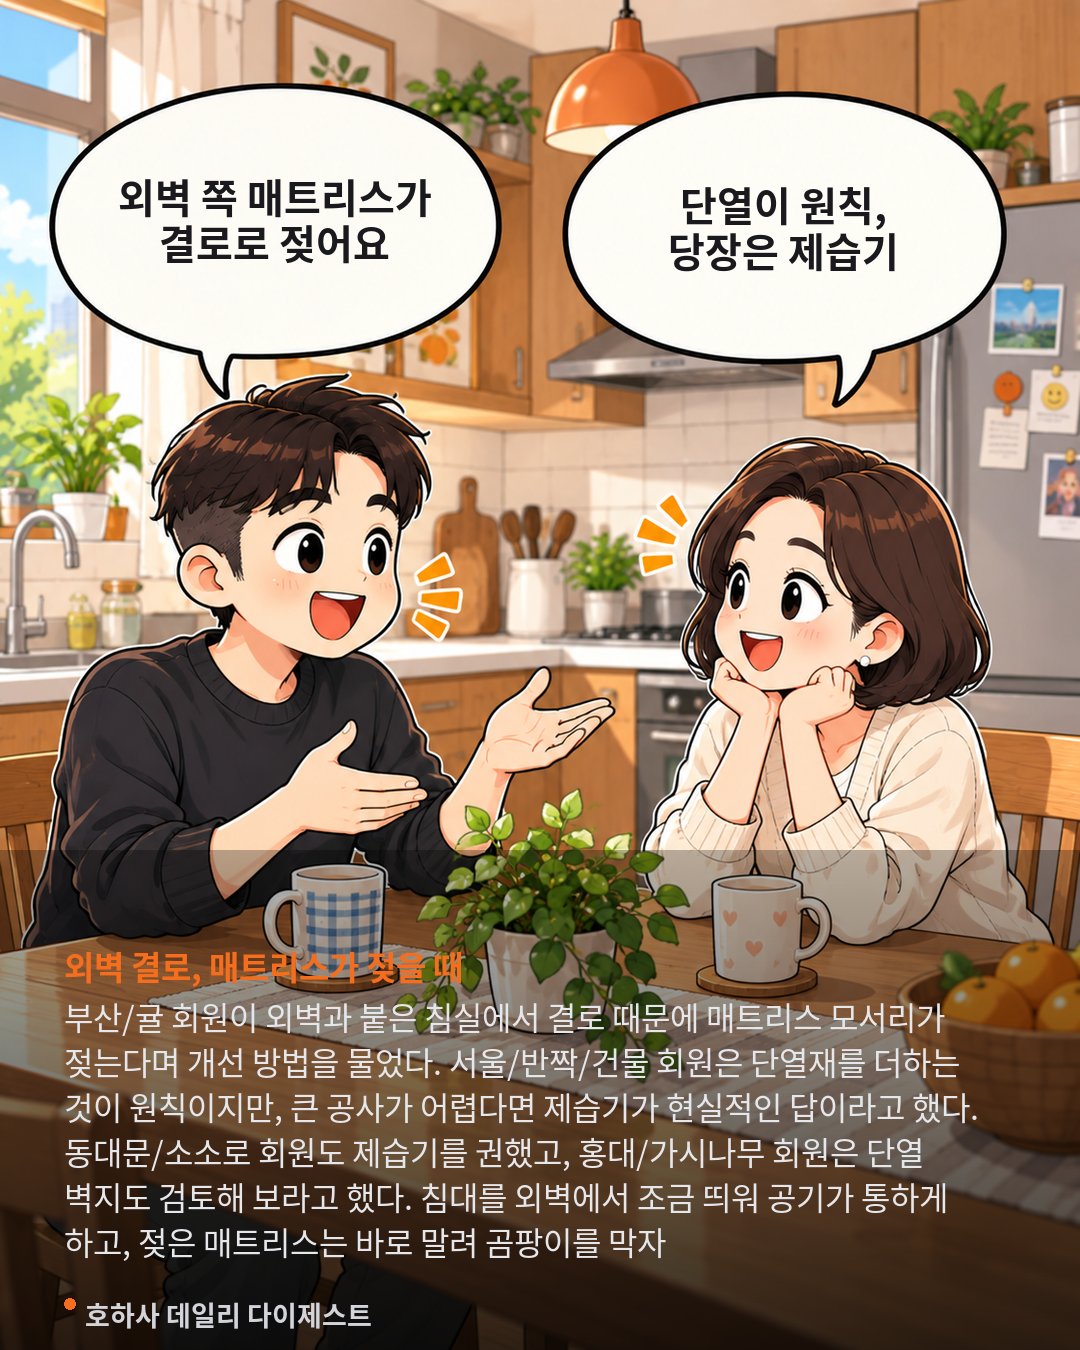 외벽 쪽 매트리스가
결로로 젖어요
단열이 원칙,
당장은 제습기
외벽 결로, 매트리스가 젖을 때
부산/귤 회원이 외벽과 붙은 침실에서 결로 때문에 매트리스 모서리가
젖는다며 개선 방법을 물었다. 서울/반짝/건물 회원은 단열재를 더하는
것이 원칙이지만, 큰 공사가 어렵다면 제습기가 현실적인 답이라고 했다.
동대문/소소로 회원도 제습기를 권했고, 홍대/가시나무 회원은 단열
벽지도 검토해 보라고 했다. 침대를 외벽에서 조금 띄워 공기가 통하게
하고, 젖은 매트리스는 바로 말려 곰팡이를 막자
호하사 데일리 다이제스트